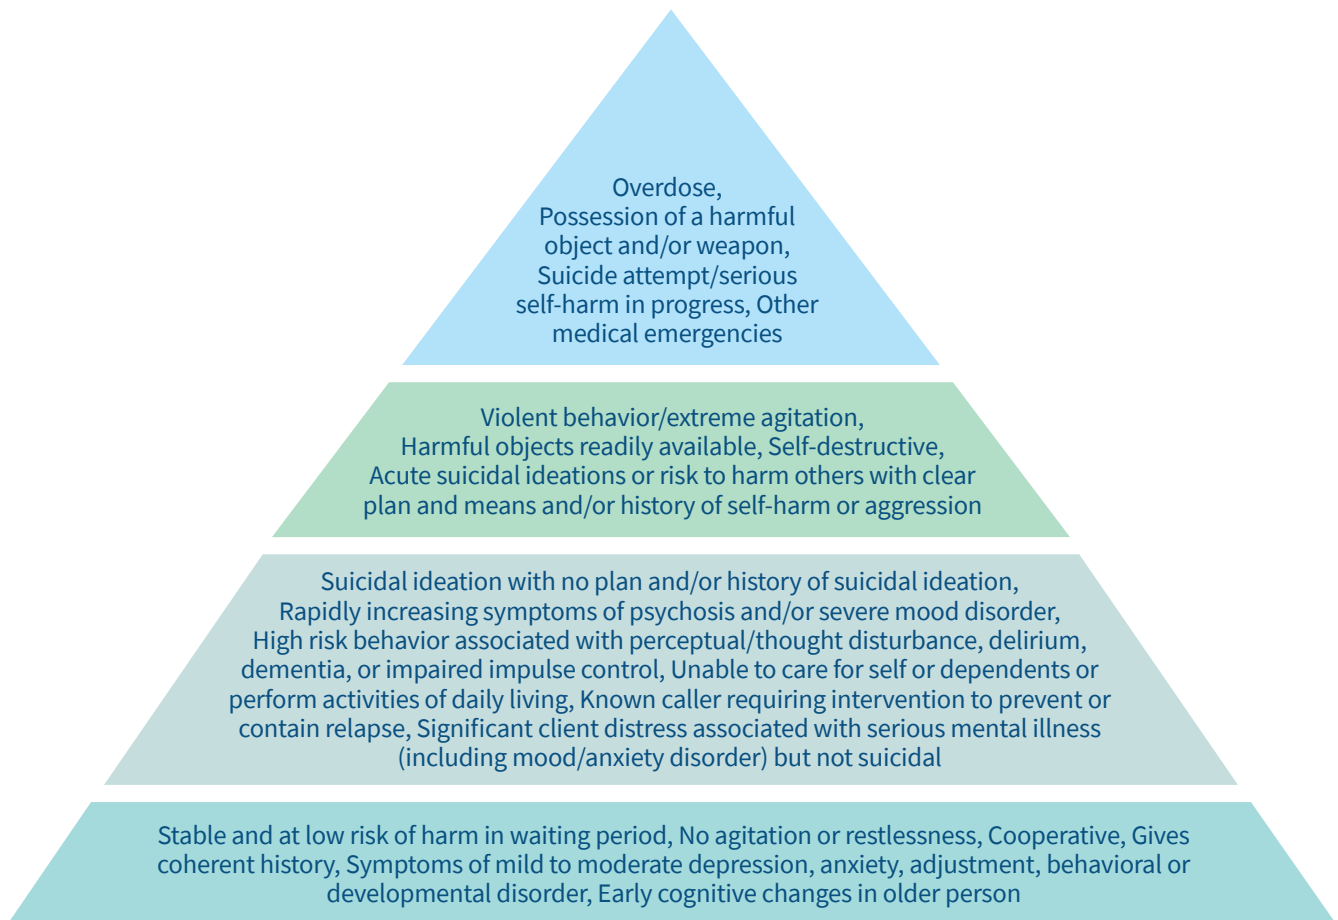 Overdose,
Possession of a harmful
object and/or weapon,
Suicide attempt/serious
self-harm in progress, Other
medical emergencies
Violent behavior/extreme agitation,
Harmful objects readily available, Self-destructive,
Acute suicidal ideations or risk to harm others with clear
plan and means and/or history of self-harm or aggression
Suicidal ideation with no plan and/or history of suicidal ideation,
Rapidly increasing symptoms of psychosis and/or severe mood disorder,
High risk behavior associated with perceptual/thought disturbance, delirium,
dementia, or impaired impulse control, Unable to care for self or dependents or
perform activities of daily living, Known caller requiring intervention to prevent or
contain relapse, Significant client distress associated with serious mental illness
(including mood/anxiety disorder) but not suicidal
Stable and at low risk of harm in waiting period, No agitation or restlessness, Cooperative, Gives
coherent history, Symptoms of mild to moderate depression, anxiety, adjustment, behavioral or
developmental disorder, Early cognitive changes in older person